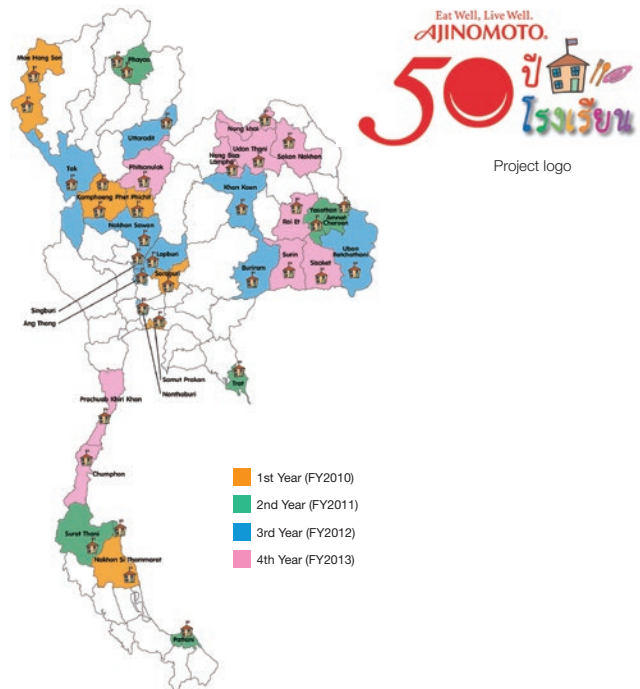 Eat Well, Live Well.
AJINOMOTO.
50 ปี
โรงเรียน
Project logo
Mae Hong Son
Phayao
Uttaradit
Nong Khai
Udon Thani
Sakon Nakhon
Nong Bua
Lamphu
Tak
Phitsanulok
Khon Kaen
Kamphaeng Phet
Phichit
Yasothon
Amnat
Charoen
Roi Et
Nakhon Sawan
Ubon
Ratchathani
Lopburi
Saraburi
Buriram
Surin
Sisaket
Singburi
Ang Thong
Samut Prakan
Nonthaburi
Trat
Prachuab Khiri Khan
Chumphon
Surat Thani
Nakhon Si Thammarat
Pattani
1st Year (FY2010)
2nd Year (FY2011)
3rd Year (FY2012)
4th Year (FY2013)